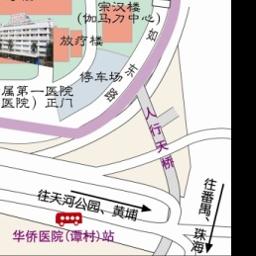 宗汉楼
(伽马刀中心)
放疗楼
停车场
如
东
路
属第一医院
医院)正门
人行天桥
往天河公园、黄埔
往番禺、珠海
华侨医院(谭村)站